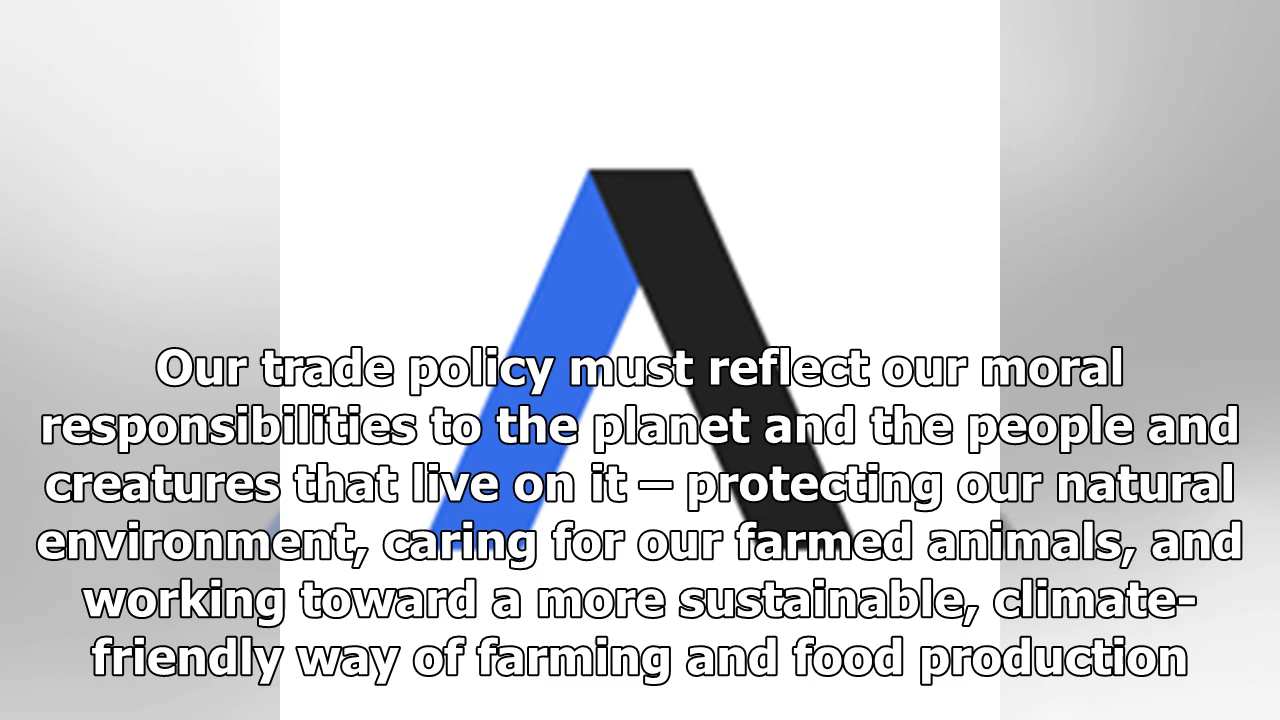 Our trade policy must reflect our moral
responsibilities to the planet and the people and
creatures that live on it — protecting our natural
environment, caring for our farmed animals, and
working toward a more sustainable, climate-
friendly way of farming and food production